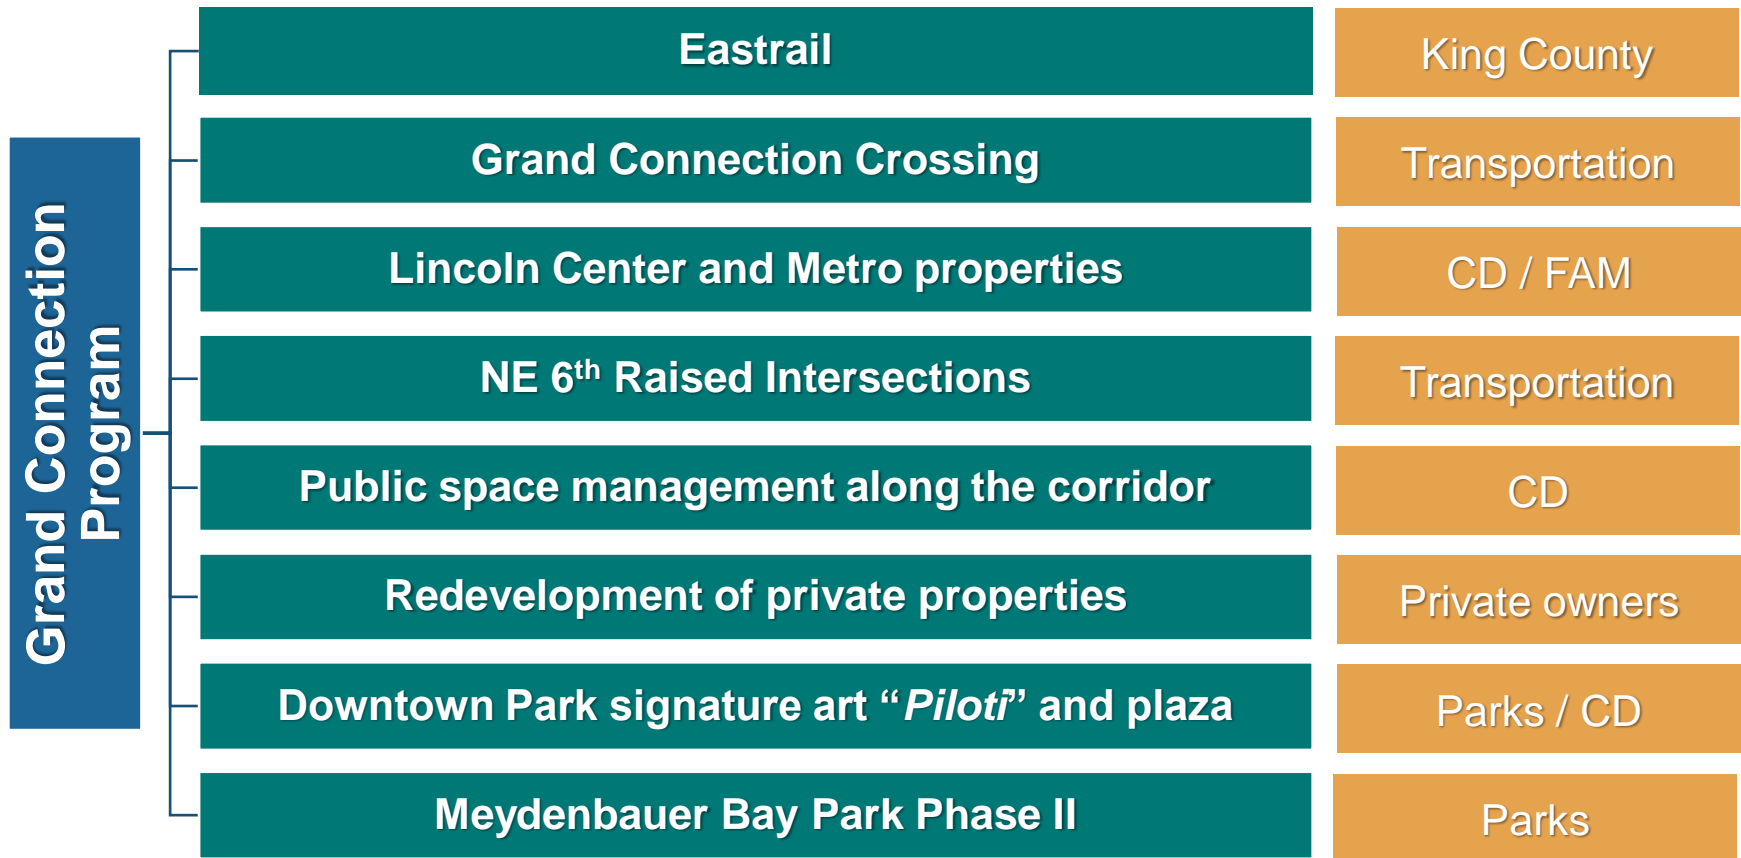 Grand Connection
Program
Eastrail
King County
Grand Connection Crossing
Transportation
Lincoln Center and Metro properties
CD / FAM
NE 6th Raised Intersections
Transportation
Public space management along the corridor
CD
Redevelopment of private properties
Private owners
Downtown Park signature art “Piloti” and plaza
Parks / CD
Meydenbauer Bay Park Phase II
Parks